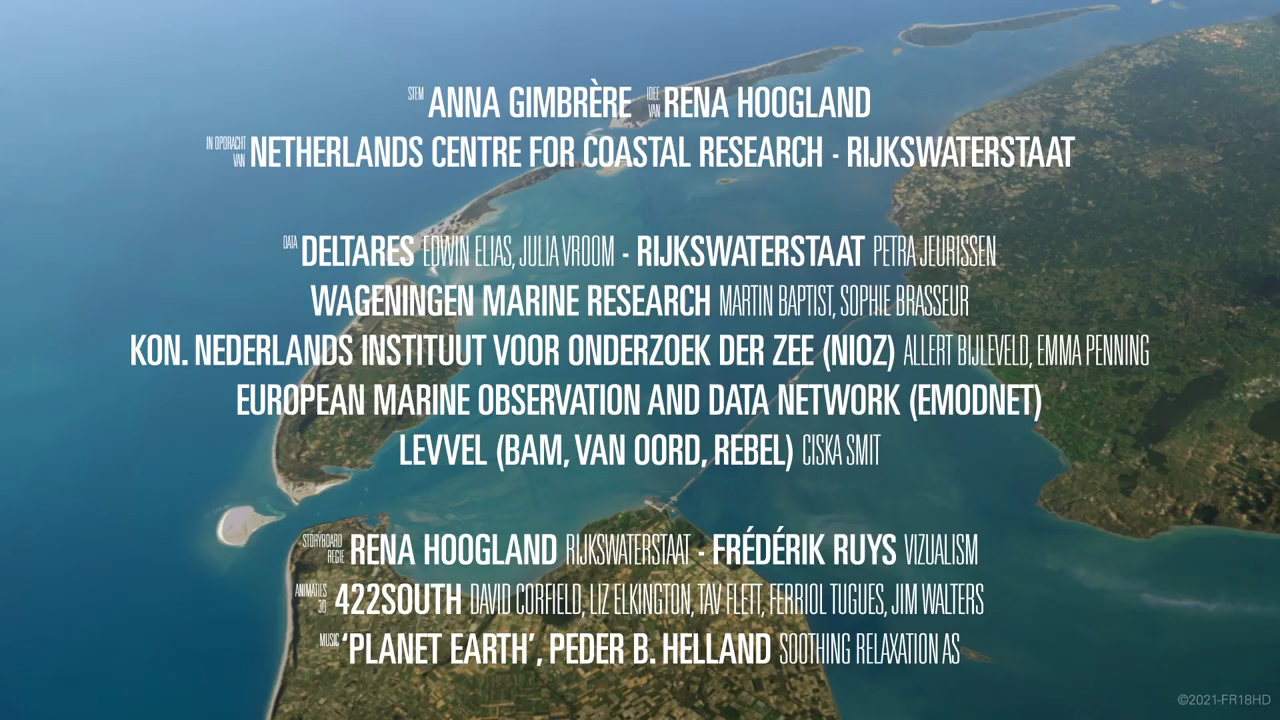 STEM ANNA GIMBRÈRE IDEE VAN RENA HOOGLAND
IN OPDRACHT VAN NETHERLANDS CENTRE FOR COASTAL RESEARCH - RIJKSWATERSTAAT
DATA DELTARES EDWIN ELIAS, JULIA VROOM - RIJKSWATERSTAAT PETRA JEURISSEN
WAGENINGEN MARINE RESEARCH MARTIN BAPTIST, SOPHIE BRASSEUR
KON. NEDERLANDS INSTITUUT VOOR ONDERZOEK DER ZEE (NIOZ) ALLERT BIJLEVELD, EMMA PENNING
EUROPEAN MARINE OBSERVATION AND DATA NETWORK (EMODNET)
LEVVEL (BAM, VAN OORD, REBEL) CISKA SMIT
STORYBOARD REGIE RENA HOOGLAND RIJKSWATERSTAAT - FRÉDÉRIK RUYS VIZUALISM
ANIMATIES 3D 422SOUTH DAVID CORFIELD, LIZ ELKINGTON, TAV FLETT, FERRIOL TUGUES, JIM WALTERS
MUSIC ‘PLANET EARTH’, PEDER B. HELLAND SOOTHING RELAXATION AS
©2021-FR18HD